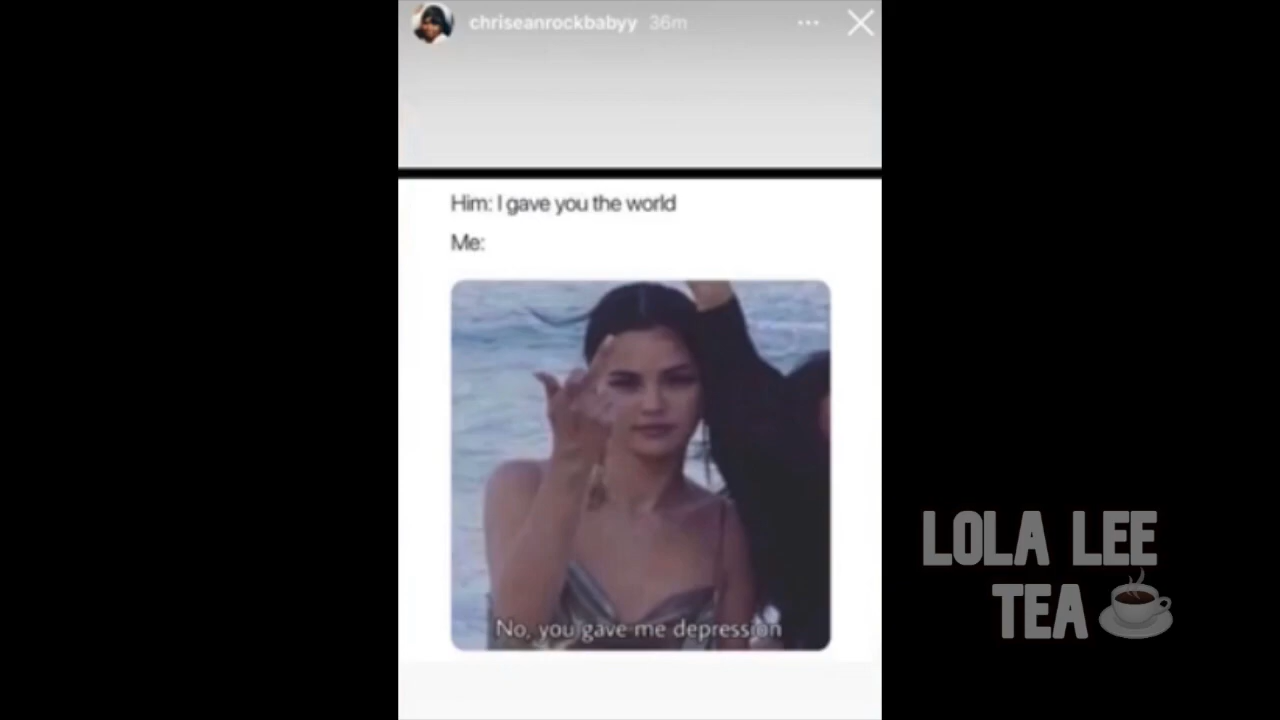 chriseanrockbabyy 36m
Him: I gave you the world
Me:
No, you gave me depression
LOLA LEE
TEA